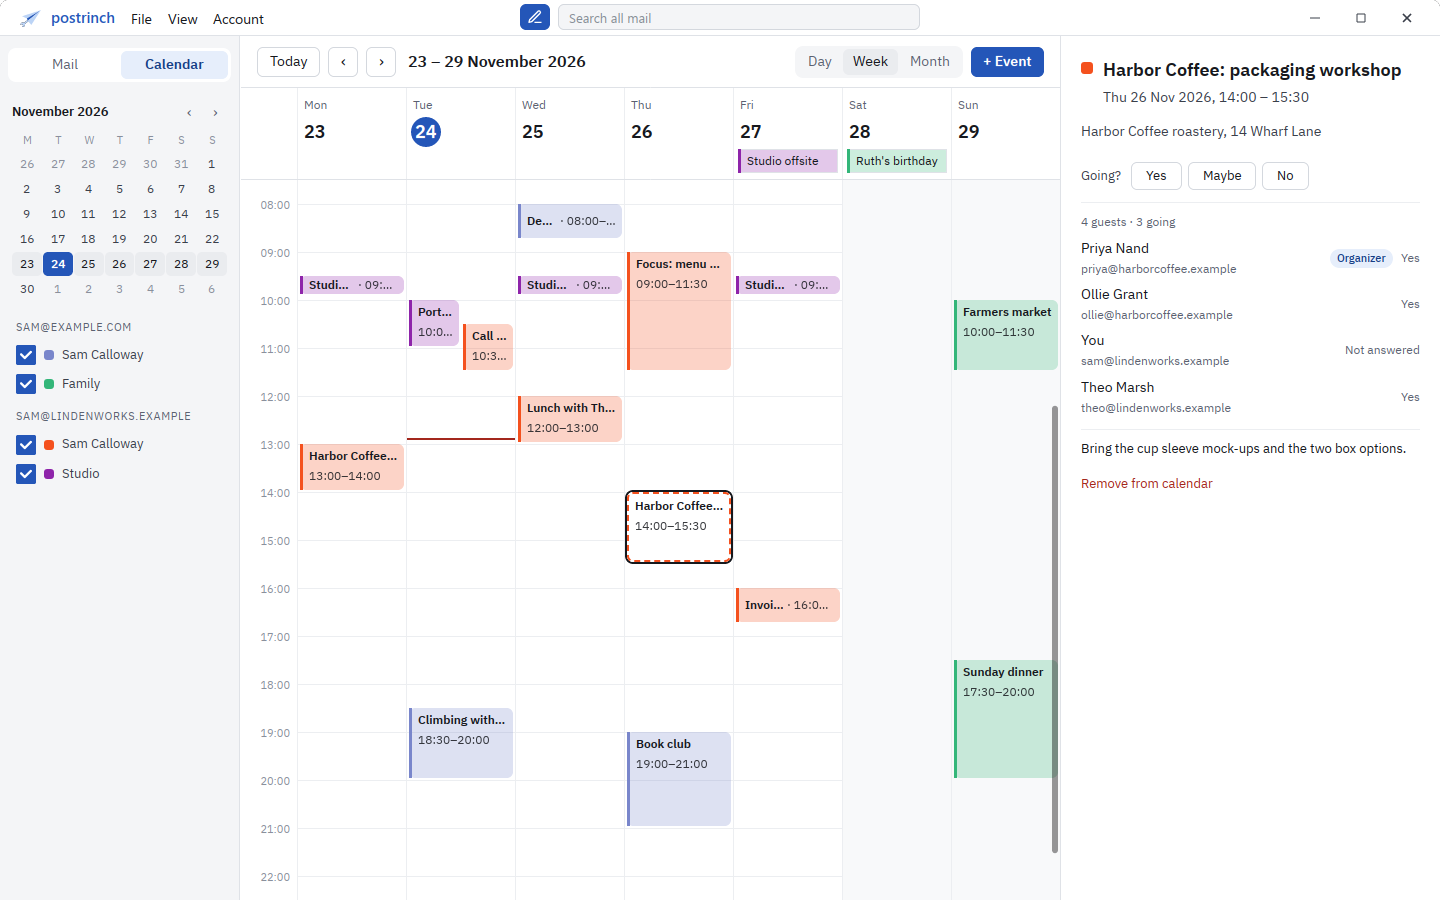 postrinch File View Account
Search all mail
Mail Calendar
November 2026 ‹ ›
M T W T F S S
26 27 28 29 30 31 1
2 3 4 5 6 7 8
9 10 11 12 13 14 15
16 17 18 19 20 21 22
23 24 25 26 27 28 29
30 1 2 3 4 5 6
SAM@EXAMPLE.COM
Sam Calloway
Family
SAM@LINDENWORKS.EXAMPLE
Sam Calloway
Studio
Today ‹ › 23 – 29 November 2026
Day Week Month + Event
Mon Tue Wed Thu Fri Sat Sun
23 24 25 26 27 28 29
Studio offsite Ruth's birthday
08:00
09:00
10:00
11:00
12:00
13:00
14:00
15:00
16:00
17:00
18:00
19:00
20:00
21:00
22:00
Studi... · 09:...
Harbor Coffee...
13:00–14:00
Port...
10:0...
Call ...
10:3...
Climbing with...
18:30–20:00
De... · 08:00–...
Studi... · 09:...
Lunch with Th...
12:00–13:00
Focus: menu ...
09:00–11:30
Harbor Coffee...
14:00–15:30
Book club
19:00–21:00
Studi... · 09:...
Invoi... · 16:0...
Farmers market
10:00–11:30
Sunday dinner
17:30–20:00
Harbor Coffee: packaging workshop
Thu 26 Nov 2026, 14:00 – 15:30
Harbor Coffee roastery, 14 Wharf Lane
Going? Yes Maybe No
4 guests · 3 going
Priya Nand
priya@harborcoffee.example
Organizer Yes
Ollie Grant
ollie@harborcoffee.example
Yes
You
sam@lindenworks.example
Not answered
Theo Marsh
theo@lindenworks.example
Yes
Bring the cup sleeve mock-ups and the two box options.
Remove from calendar